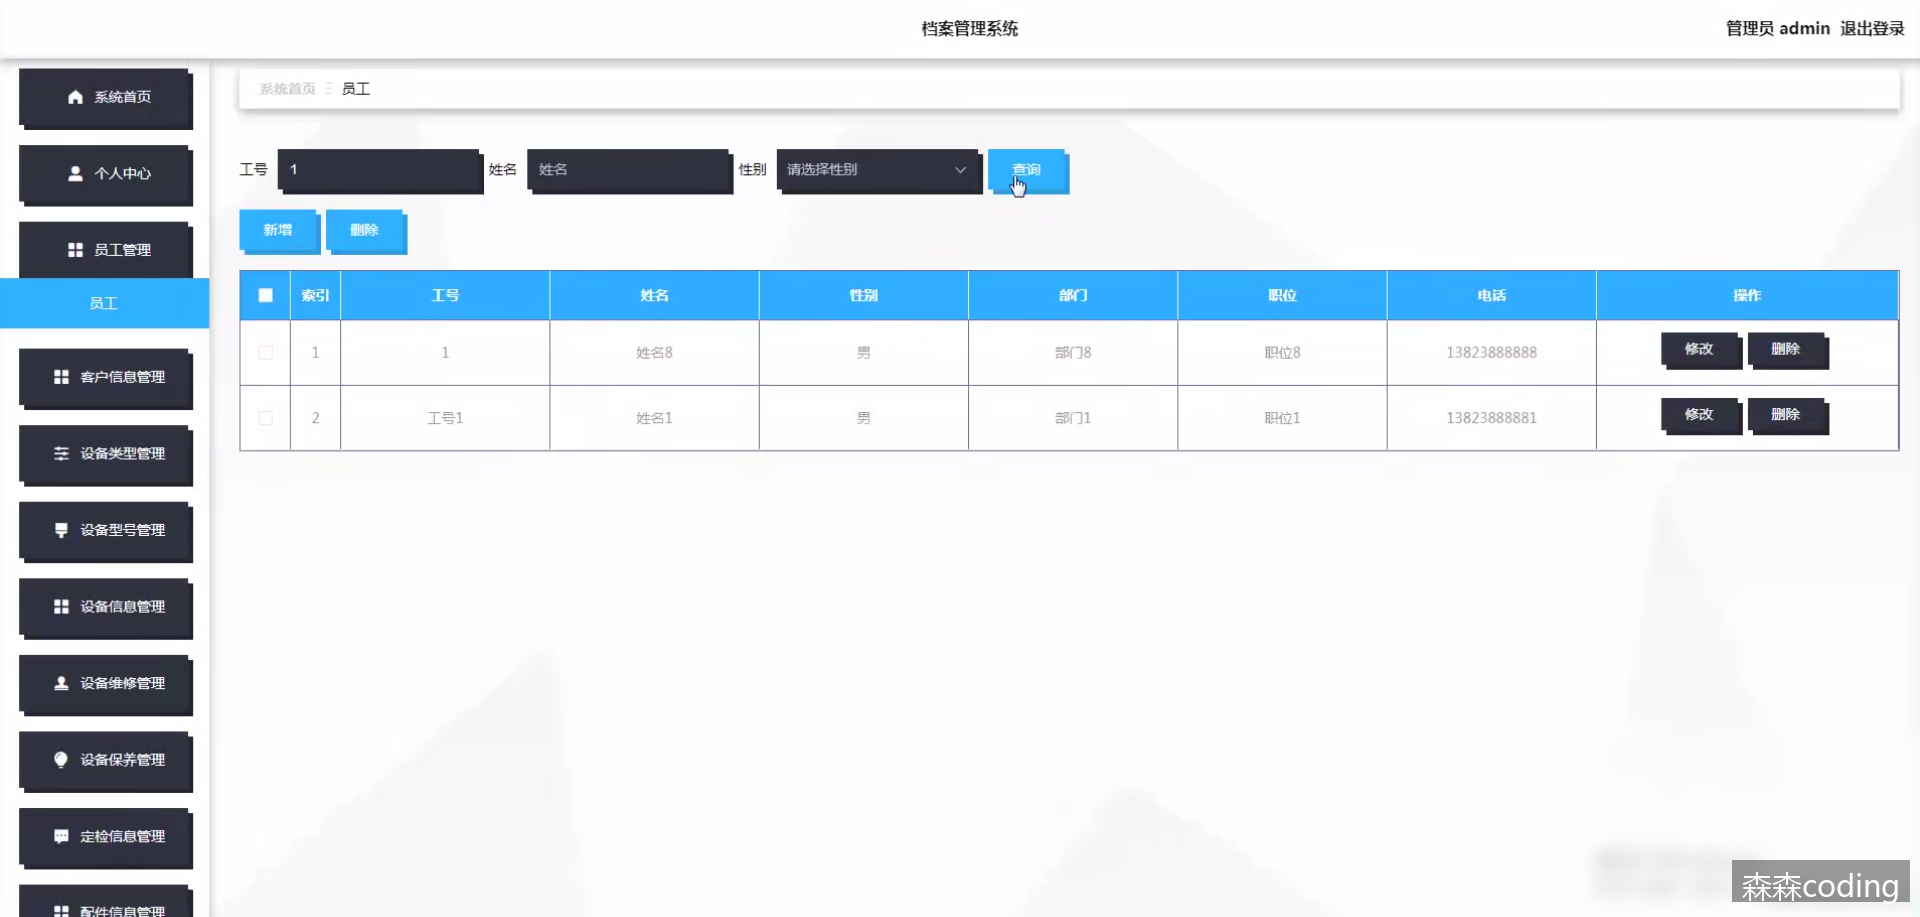 档案管理系统
管理员 admin 退出登录
系统首页
个人中心
员工管理
员工
客户信息管理
设备类型管理
设备型号管理
设备信息管理
设备维修管理
设备保养管理
定检信息管理
配件信息管理
系统首页 员工
工号 1 姓名 姓名 性别 请选择性别 查询
新增 删除
索引 工号 姓名 性别 部门 职位 电话 操作
1 1 姓名8 男 部门8 职位8 13823888888 修改 删除
2 工号1 姓名1 男 部门1 职位1 13823888881 修改 删除
森森coding